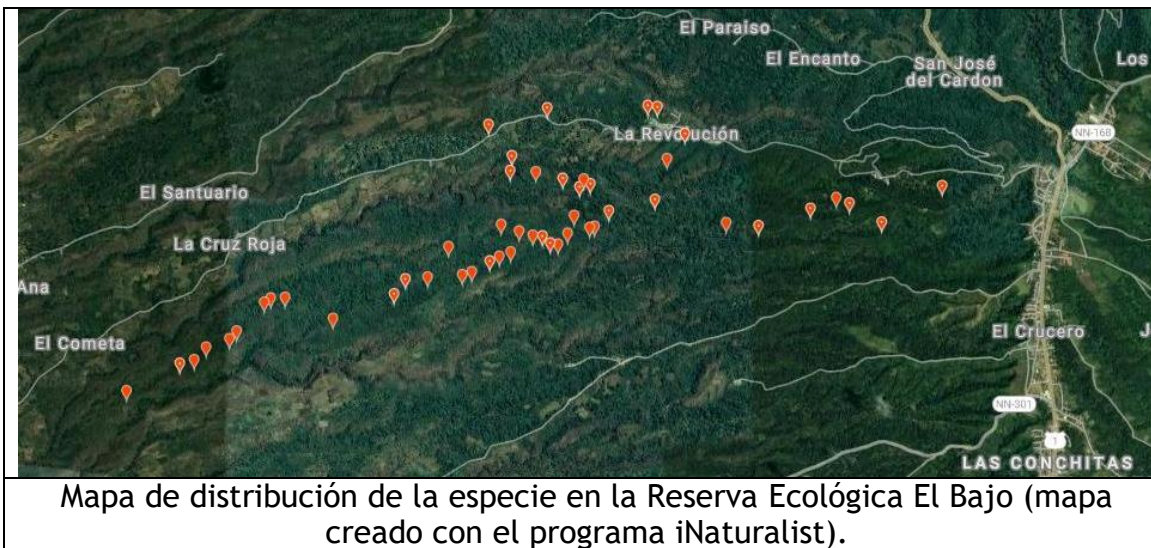 El Paraiso
El Encanto
San José
del Cardon
Los
NN-168
La Revolución
El Santuario
La Cruz Roja
Ana
El Cometa
El Crucero
J
NN-301
1
LAS CONCHITAS
Mapa de distribución de la especie en la Reserva Ecológica El Bajo (mapa
creado con el programa iNaturalist).